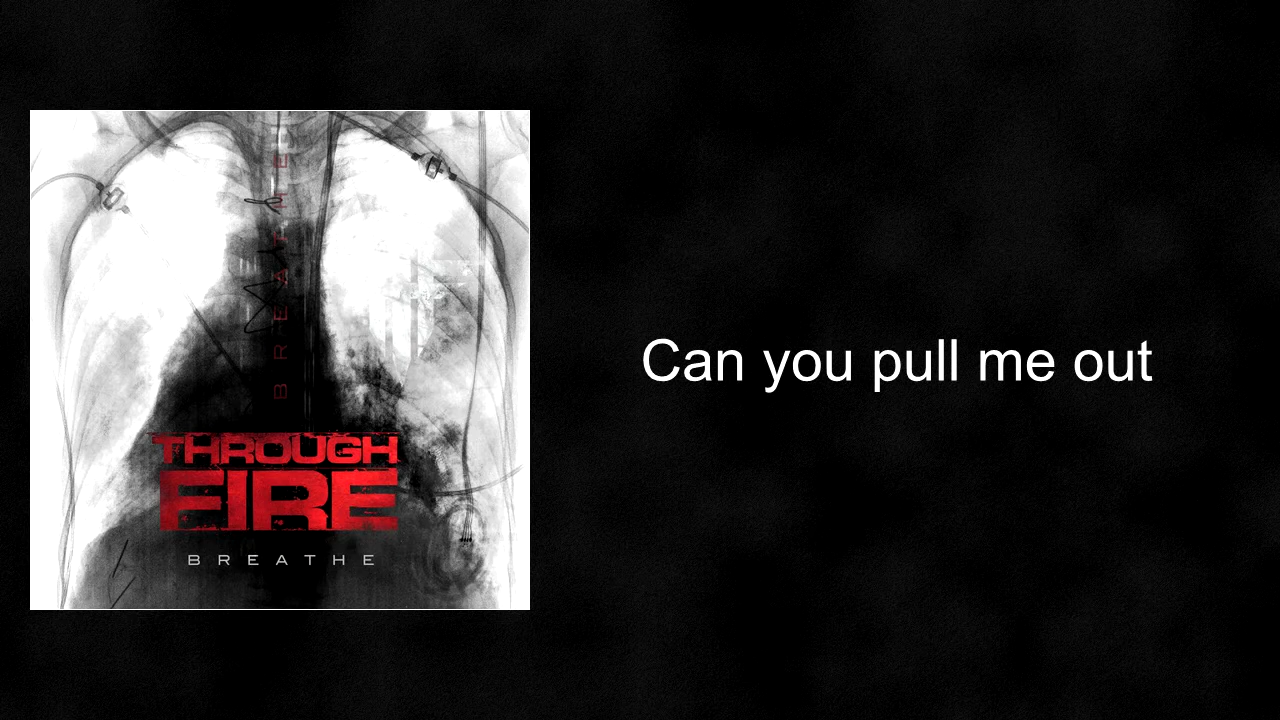 BREATHE
THROUGH
FIRE
BREATHE
Can you pull me out